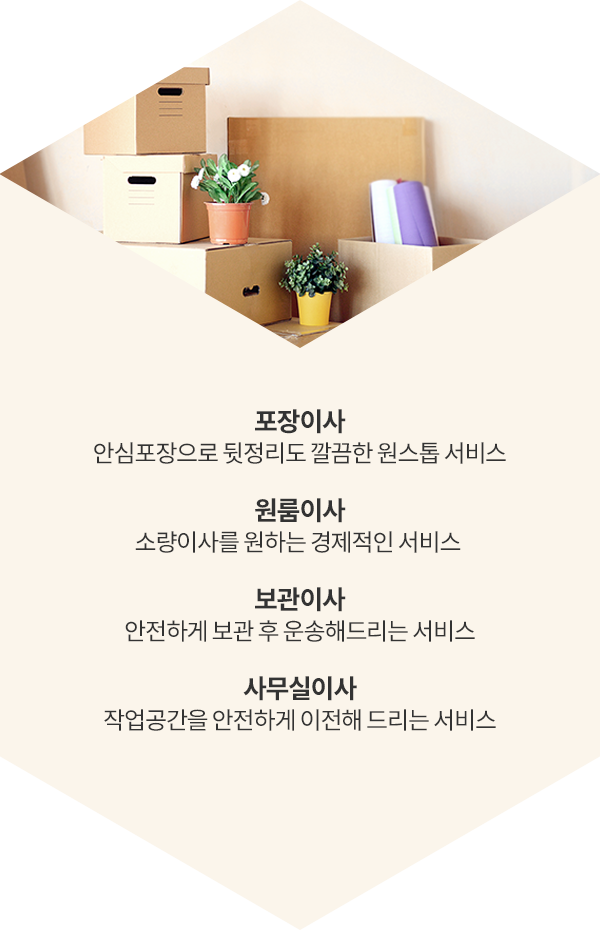 포장이사
안심포장으로 뒷정리도 깔끔한 원스톱 서비스
원룸이사
소량이사를 원하는 경제적인 서비스
보관이사
안전하게 보관 후 운송해드리는 서비스
사무실이사
작업공간을 안전하게 이전해 드리는 서비스